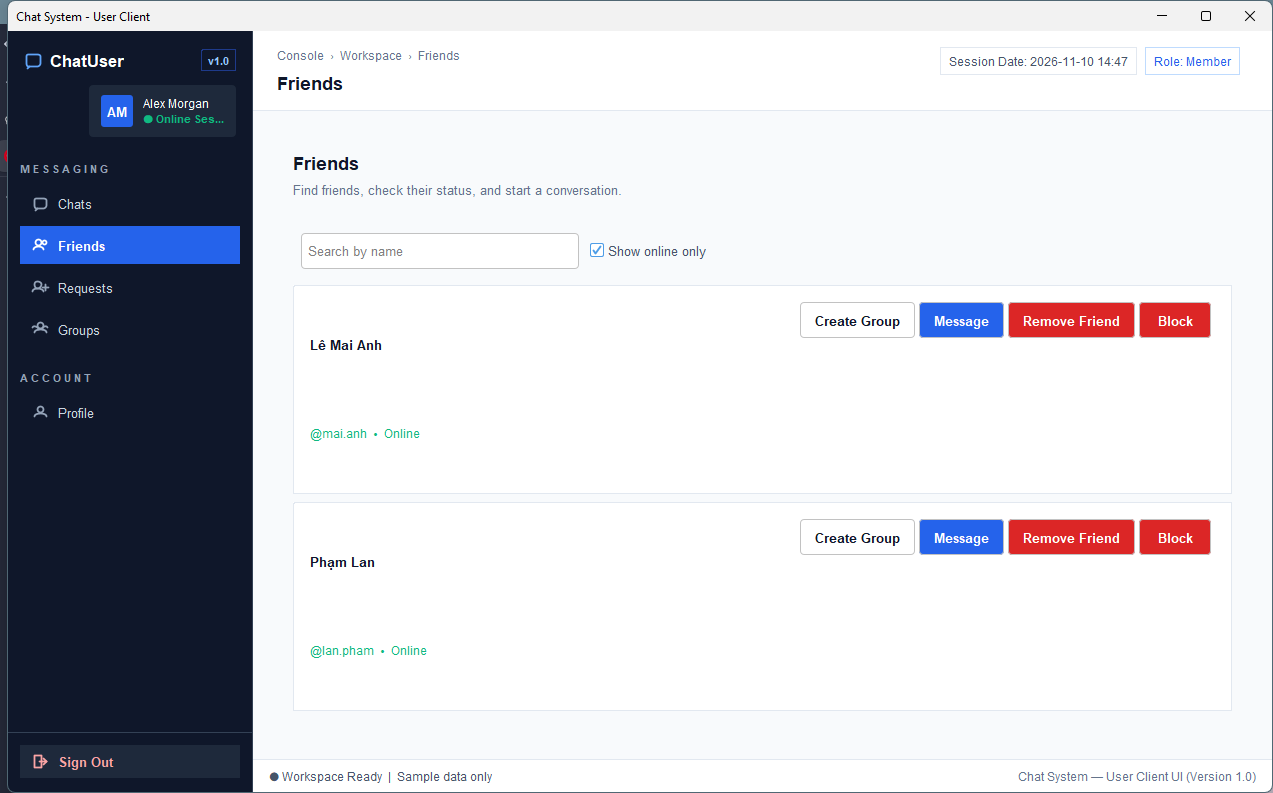 Chat System - User Client
ChatUser
v1.0
AM
Alex Morgan
Online Ses...
MESSAGING
Chats
Friends
Requests
Groups
ACCOUNT
Profile
Sign Out
Console › Workspace › Friends
Friends
Session Date: 2026-11-10 14:47
Role: Member
Friends
Find friends, check their status, and start a conversation.
Search by name
Show online only
Create Group Message Remove Friend Block
Lê Mai Anh
@mai.anh • Online
Create Group Message Remove Friend Block
Phạm Lan
@lan.pham • Online
Workspace Ready | Sample data only
Chat System — User Client UI (Version 1.0)